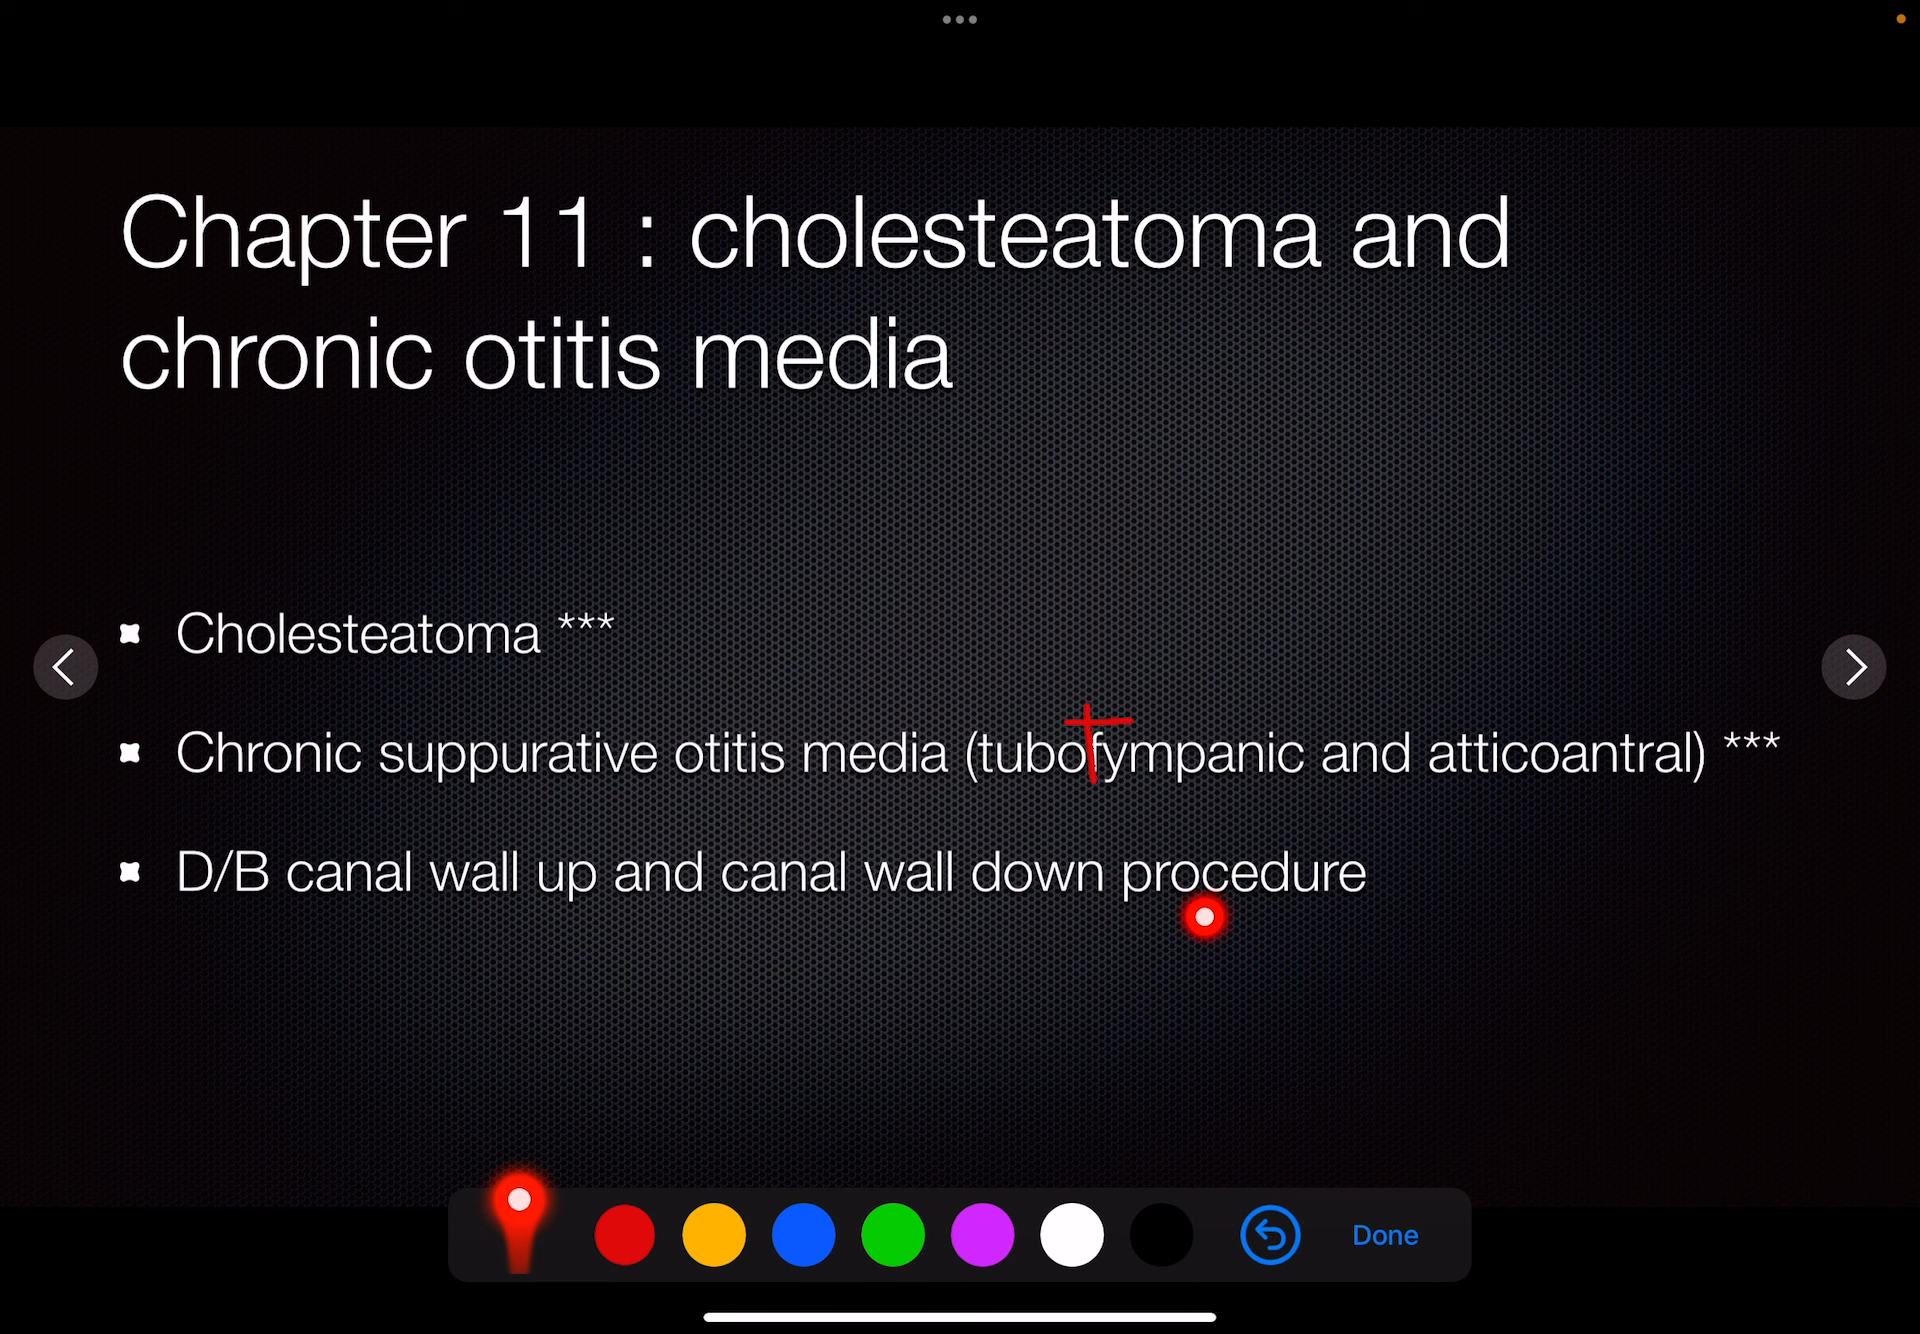 Chapter 11 : cholesteatoma and
chronic otitis media
Cholesteatoma ***
Chronic suppurative otitis media (tubofympanic and atticoantral) ***
D/B canal wall up and canal wall down procedure
Done